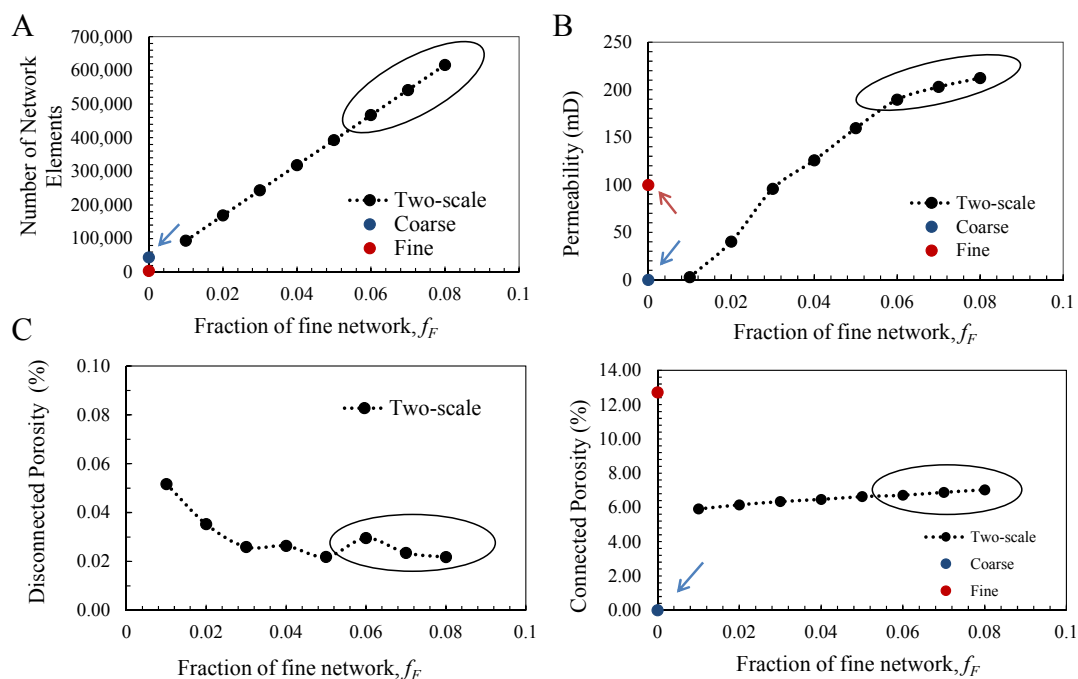 A
700,000
600,000
500,000
400,000
300,000
200,000
100,000
0
Number of Network
Elements
Two-scale
Coarse
Fine
0 0.02 0.04 0.06 0.08 0.1
Fraction of fine network, f_F
B
250
200
150
100
50
0
Permeability (mD)
Two-scale
Coarse
Fine
0 0.02 0.04 0.06 0.08 0.1
Fraction of fine network, f_F
C
0.10
0.08
0.06
0.04
0.02
0.00
Disconnected Porosity (%)
Two-scale
0 0.02 0.04 0.06 0.08 0.1
Fraction of fine network, f_F
14.00
12.00
10.00
8.00
6.00
4.00
2.00
0.00
Connected Porosity (%)
Two-scale
Coarse
Fine
0 0.02 0.04 0.06 0.08 0.1
Fraction of fine network, f_F